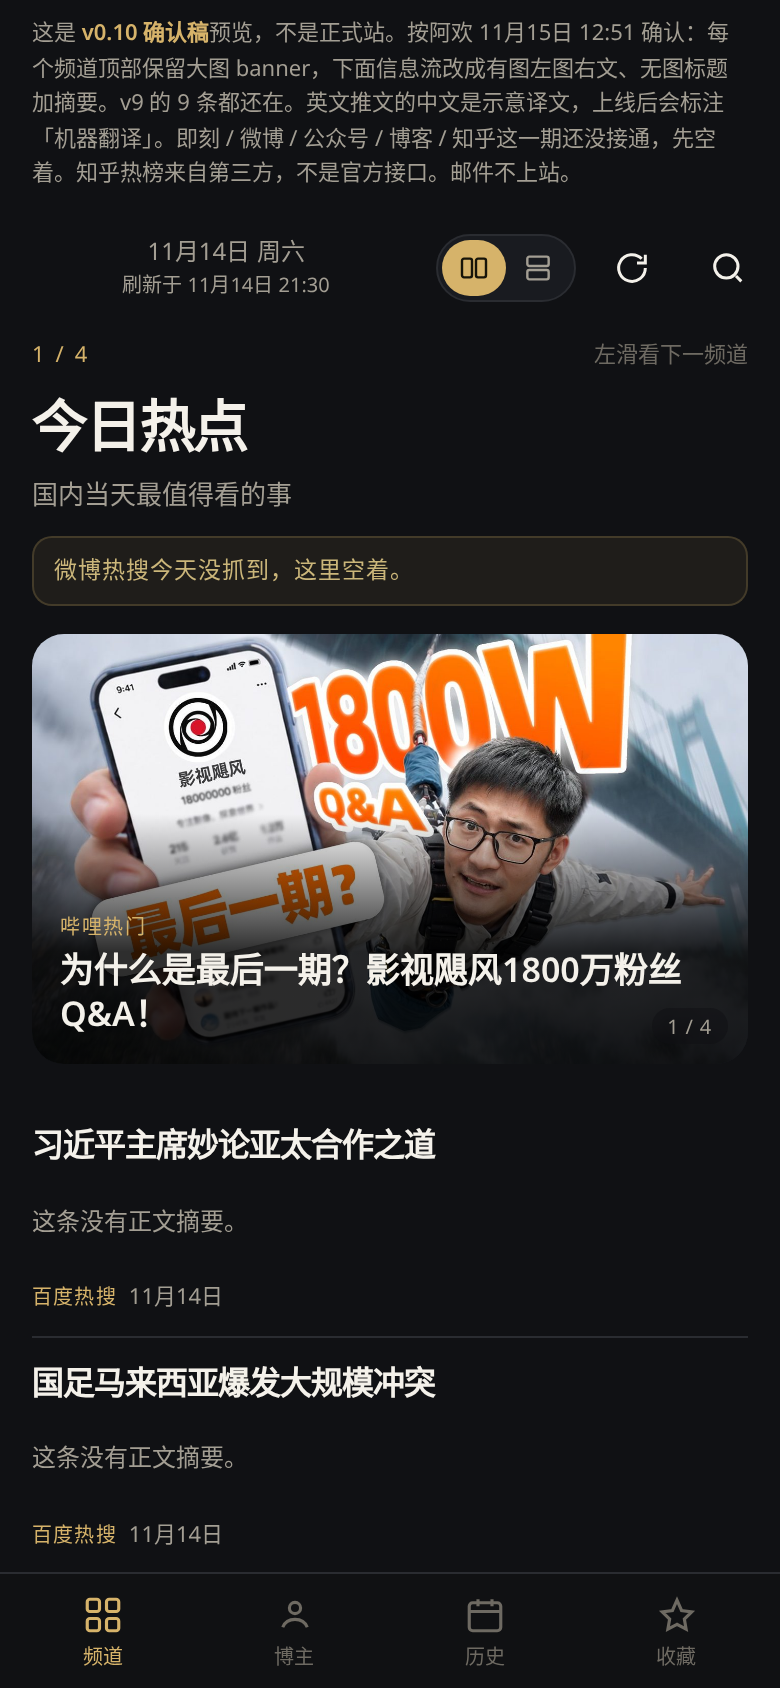 这是 v0.10 确认稿预览，不是正式站。按阿欢 11月15日 12:51 确认：每
个频道顶部保留大图 banner，下面信息流改成有图左图右文、无图标题
加摘要。v9 的 9 条都还在。英文推文的中文是示意译文，上线后会标注
「机器翻译」。即刻 / 微博 / 公众号 / 博客 / 知乎这一期还没接通，先空
着。知乎热榜来自第三方，不是官方接口。邮件不上站。
11月14日 周六
刷新于 11月14日 21:30
1 / 4
左滑看下一频道
今日热点
国内当天最值得看的事
微博热搜今天没抓到，这里空着。
9:41
影视飓风
18000000 粉丝
1800W
Q&A
最后一期?
哔哩热门
为什么是最后一期？影视飓风1800万粉丝
Q&A！
1 / 4
习近平主席妙论亚太合作之道
这条没有正文摘要。
百度热搜 11月14日
国足马来西亚爆发大规模冲突
这条没有正文摘要。
百度热搜 11月14日
频道
博主
历史
收藏